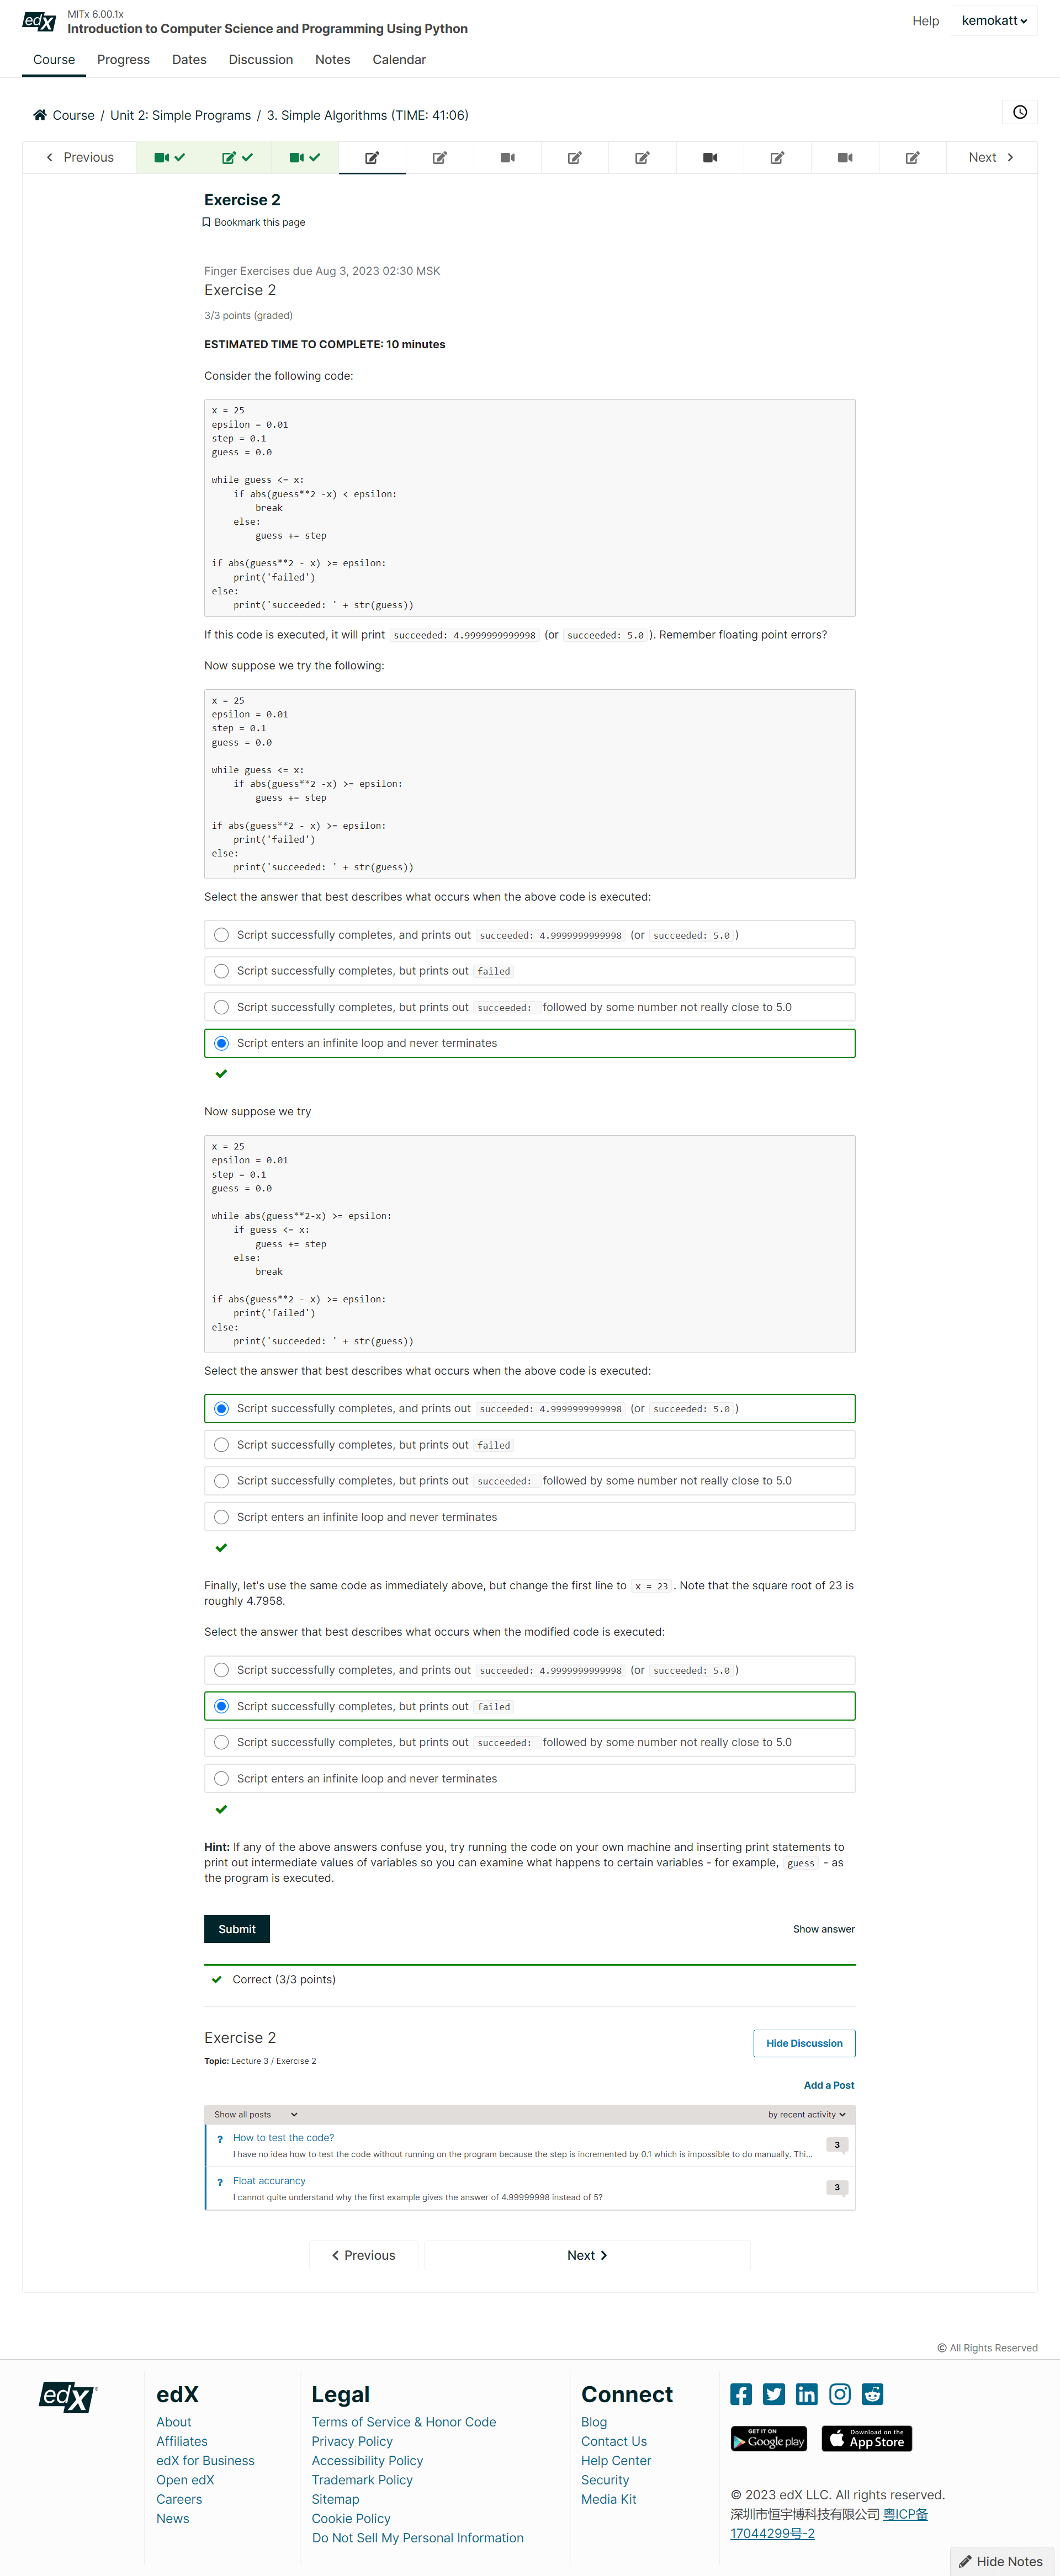 edX
MITx 6.00.1x
Introduction to Computer Science and Programming Using Python
Help
kemokatt
Course
Progress
Dates
Discussion
Notes
Calendar
Course / Unit 2: Simple Programs / 3. Simple Algorithms (TIME: 41:06)
Previous
Next
Exercise 2
Bookmark this page
Finger Exercises due Aug 3, 2023 02:30 MSK
Exercise 2
3/3 points (graded)
ESTIMATED TIME TO COMPLETE: 10 minutes
Consider the following code:
x = 25
epsilon = 0.01
step = 0.1
guess = 0.0
while guess <= x:
    if abs(guess**2 -x) < epsilon:
        break
    else:
        guess += step
if abs(guess**2 - x) >= epsilon:
    print('failed')
else:
    print('succeeded: ' + str(guess))
If this code is executed, it will print succeeded: 4.9999999999998 (or succeeded: 5.0 ). Remember floating point errors?
Now suppose we try the following:
x = 25
epsilon = 0.01
step = 0.1
guess = 0.0
while guess <= x:
    if abs(guess**2 -x) >= epsilon:
        guess += step
if abs(guess**2 - x) >= epsilon:
    print('failed')
else:
    print('succeeded: ' + str(guess))
Select the answer that best describes what occurs when the above code is executed:
Script successfully completes, and prints out succeeded: 4.9999999999998 (or succeeded: 5.0 )
Script successfully completes, but prints out failed
Script successfully completes, but prints out succeeded: followed by some number not really close to 5.0
Script enters an infinite loop and never terminates
Now suppose we try
x = 25
epsilon = 0.01
step = 0.1
guess = 0.0
while abs(guess**2-x) >= epsilon:
    if guess <= x:
        guess += step
    else:
        break
if abs(guess**2 - x) >= epsilon:
    print('failed')
else:
    print('succeeded: ' + str(guess))
Select the answer that best describes what occurs when the above code is executed:
Script successfully completes, and prints out succeeded: 4.9999999999998 (or succeeded: 5.0 )
Script successfully completes, but prints out failed
Script successfully completes, but prints out succeeded: followed by some number not really close to 5.0
Script enters an infinite loop and never terminates
Finally, let's use the same code as immediately above, but change the first line to x = 23 . Note that the square root of 23 is
roughly 4.7958.
Select the answer that best describes what occurs when the modified code is executed:
Script successfully completes, and prints out succeeded: 4.9999999999998 (or succeeded: 5.0 )
Script successfully completes, but prints out failed
Script successfully completes, but prints out succeeded: followed by some number not really close to 5.0
Script enters an infinite loop and never terminates
Hint: If any of the above answers confuse you, try running the code on your own machine and inserting print statements to
print out intermediate values of variables so you can examine what happens to certain variables - for example, guess - as
the program is executed.
Submit
Show answer
Correct (3/3 points)
Exercise 2
Hide Discussion
Topic: Lecture 3 / Exercise 2
Add a Post
Show all posts
by recent activity
? How to test the code?
I have no idea how to test the code without running on the program because the step is incremented by 0.1 which is impossible to do manually. Thi...
3
? Float accurancy
I cannot quite understand why the first example gives the answer of 4.99999998 instead of 5?
3
Previous
Next
© All Rights Reserved
edX
edX
About
Affiliates
edX for Business
Open edX
Careers
News
Legal
Terms of Service & Honor Code
Privacy Policy
Accessibility Policy
Trademark Policy
Sitemap
Cookie Policy
Do Not Sell My Personal Information
Connect
Blog
Contact Us
Help Center
Security
Media Kit
GET IT ON
Google play
Download on the
App Store
© 2023 edX LLC. All rights reserved.
深圳市恒宇博科技有限公司 粤ICP备
17044299号-2
Hide Notes